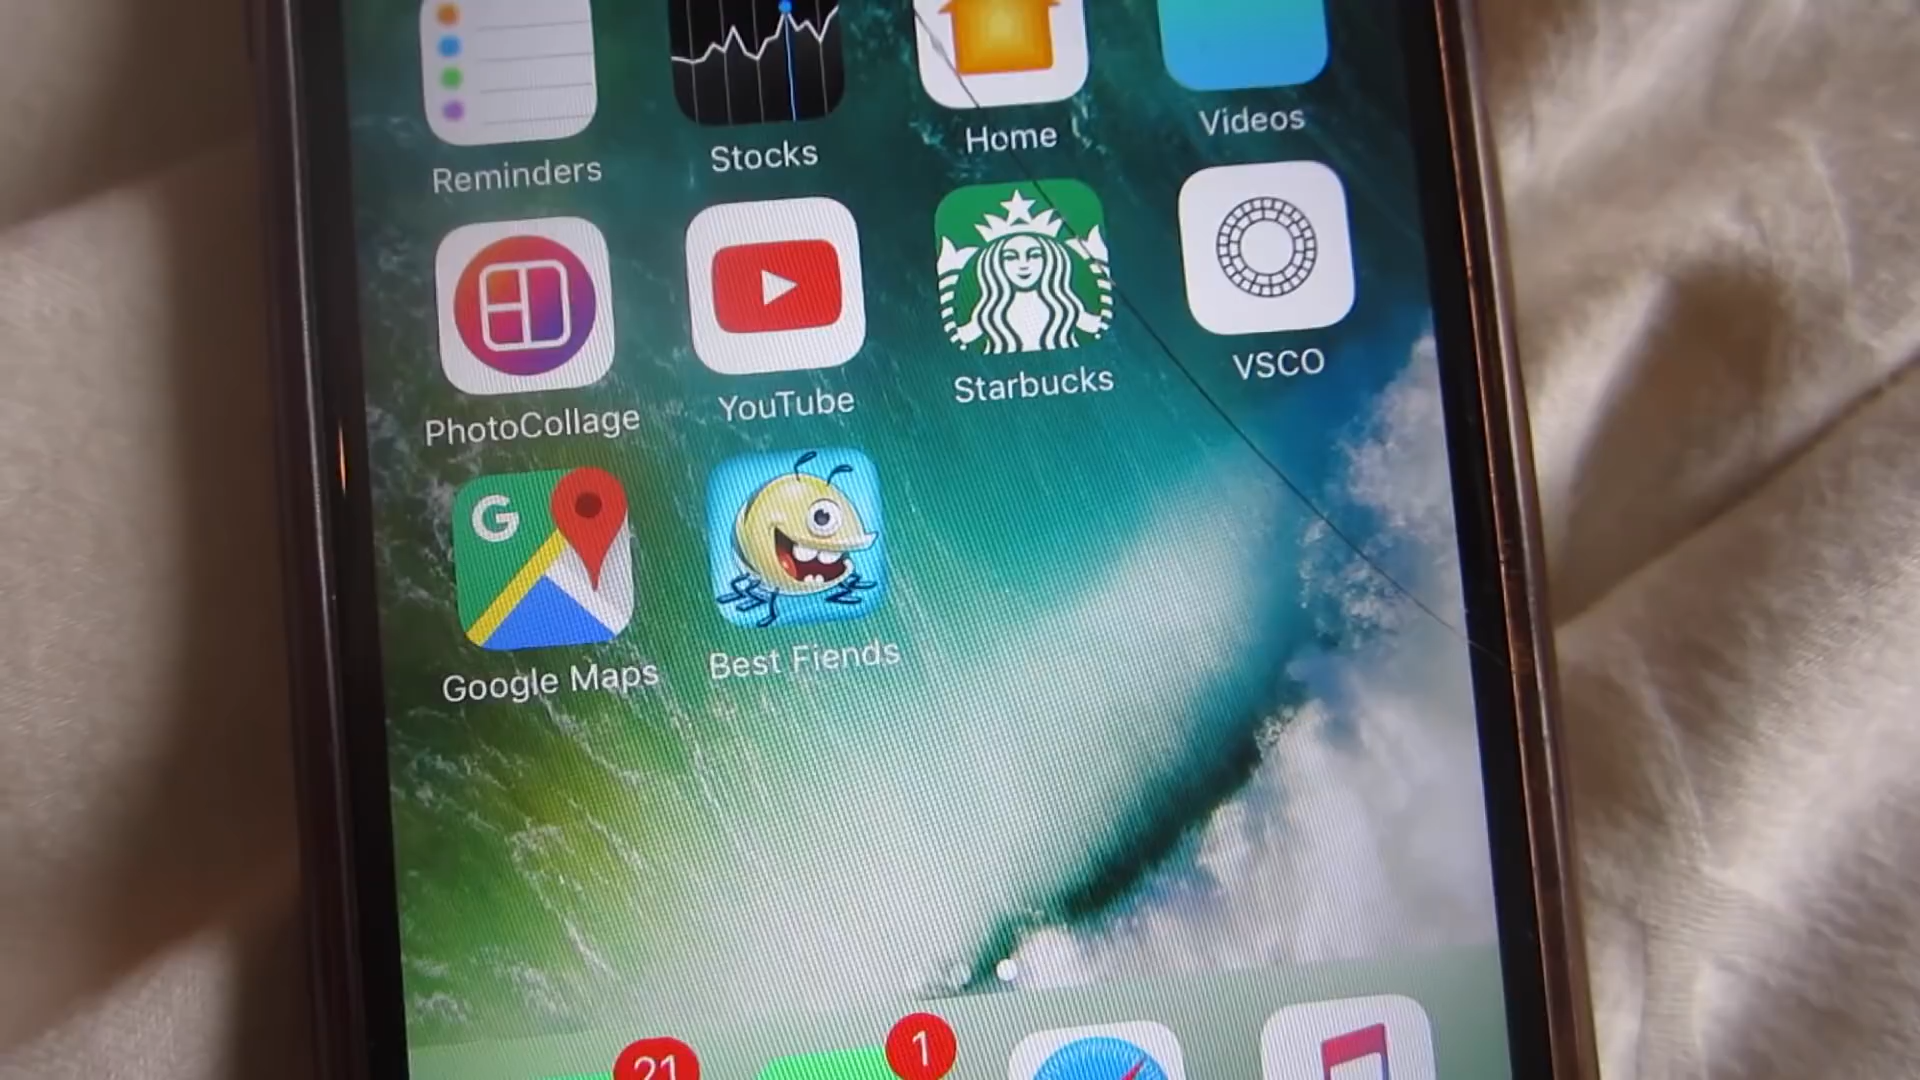 Reminders
Stocks
Home
Videos
PhotoCollage
YouTube
Starbucks
VSCO
G
Google Maps
Best Fiends
21
1